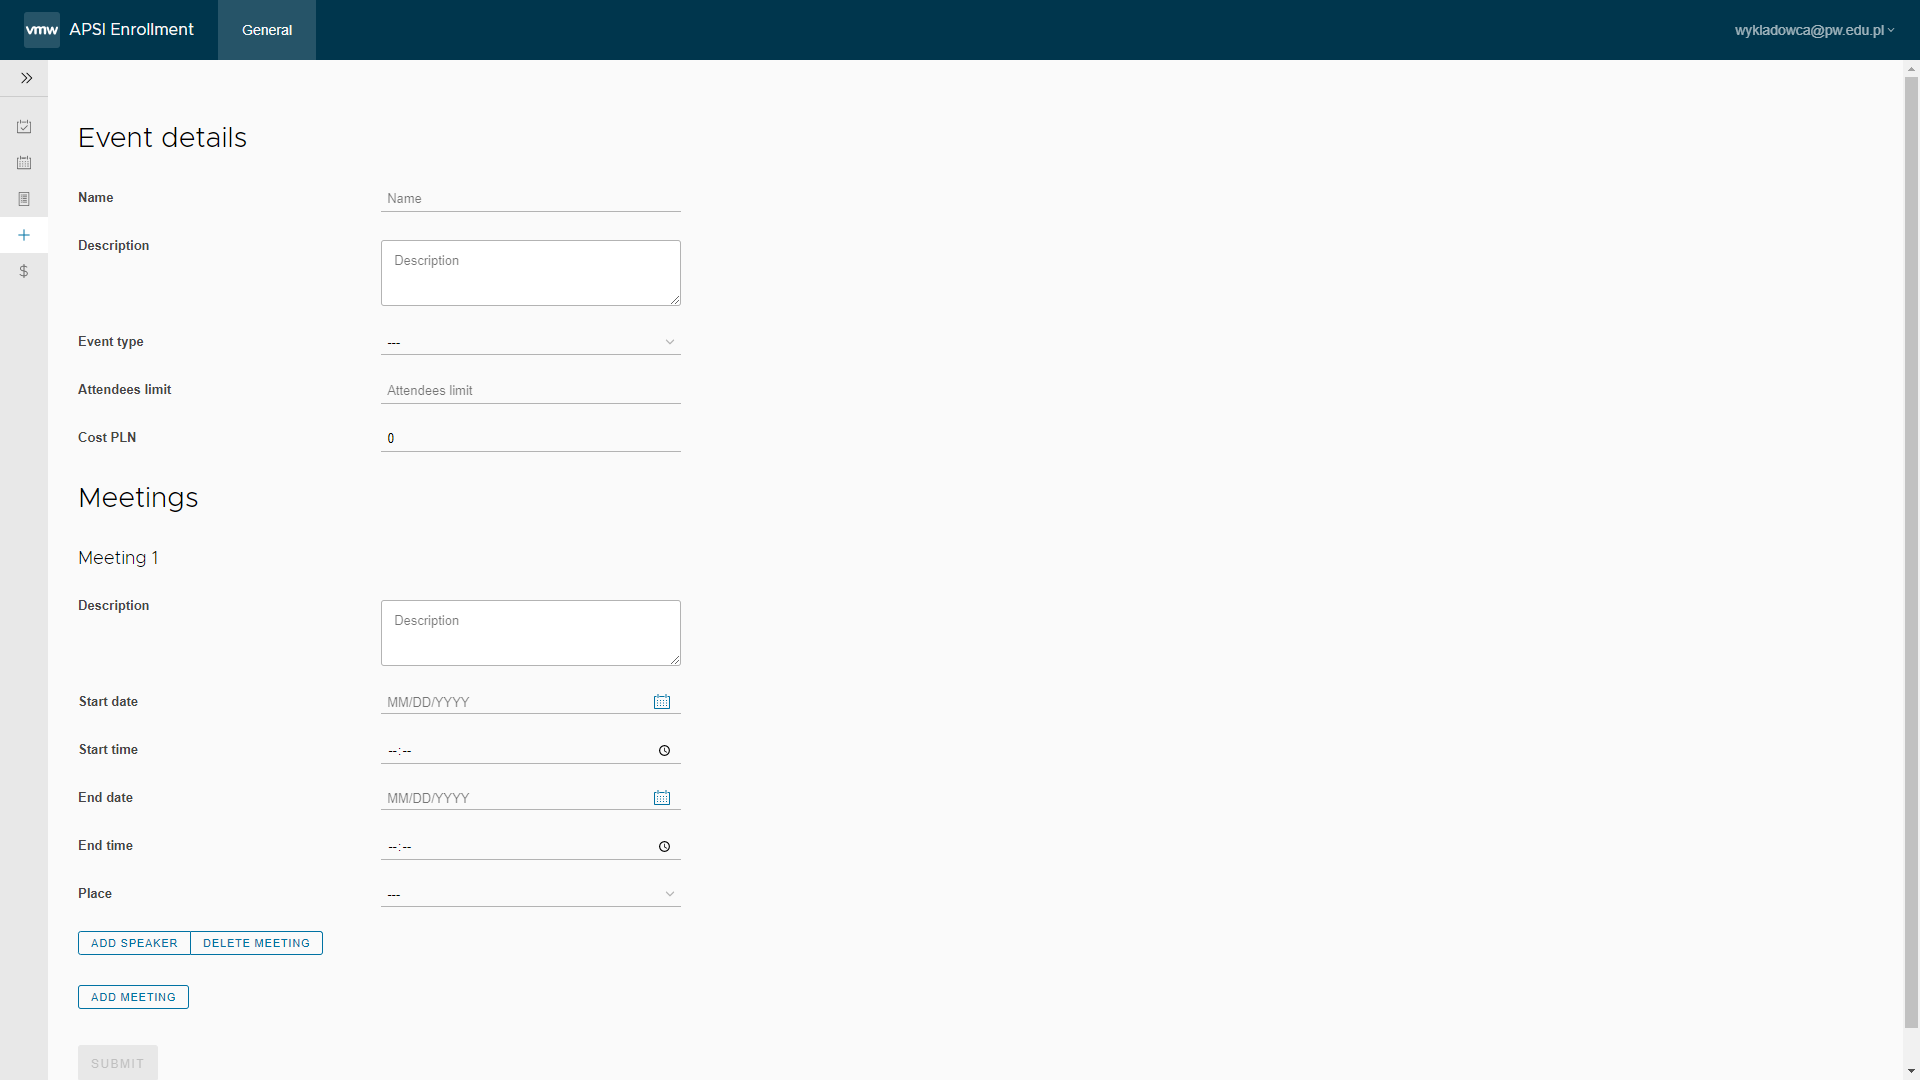 vmw APSI Enrollment General wykladowca@pw.edu.pl
Event details
Name Name
Description Description
Event type ---
Attendees limit Attendees limit
Cost PLN 0
Meetings
Meeting 1
Description Description
Start date MM/DD/YYYY
Start time --:--
End date MM/DD/YYYY
End time --:--
Place ---
ADD SPEAKER DELETE MEETING
ADD MEETING
SUBMIT